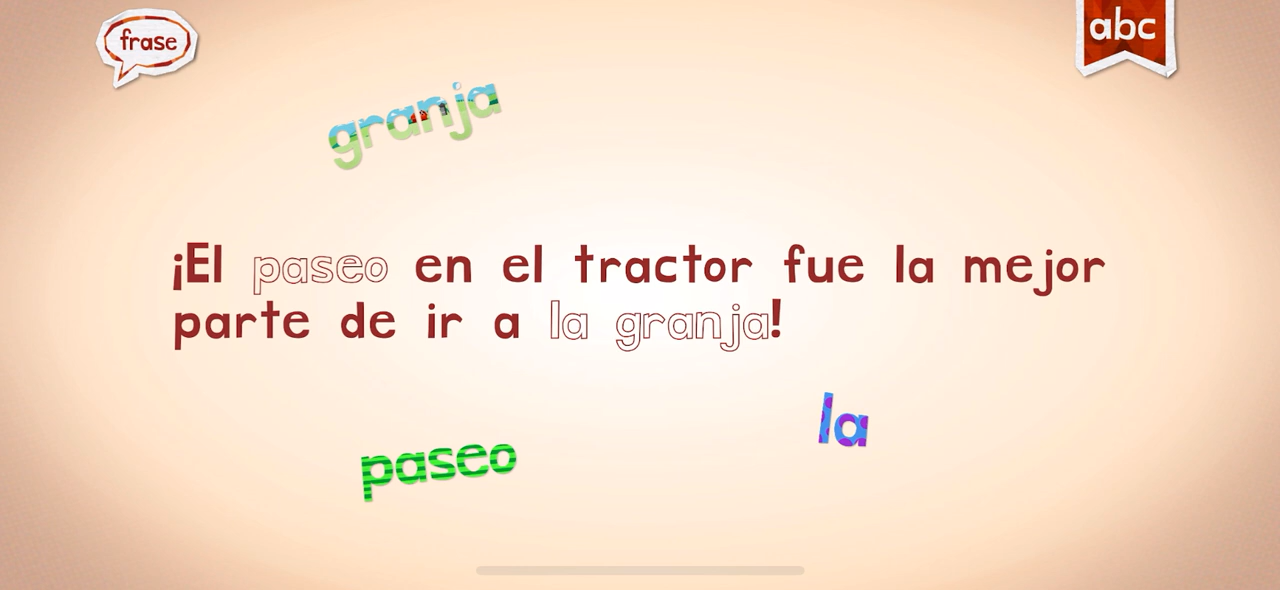 frase
abc
granja
¡El paseo en el tractor fue la mejor
parte de ir a la granja!
la
paseo